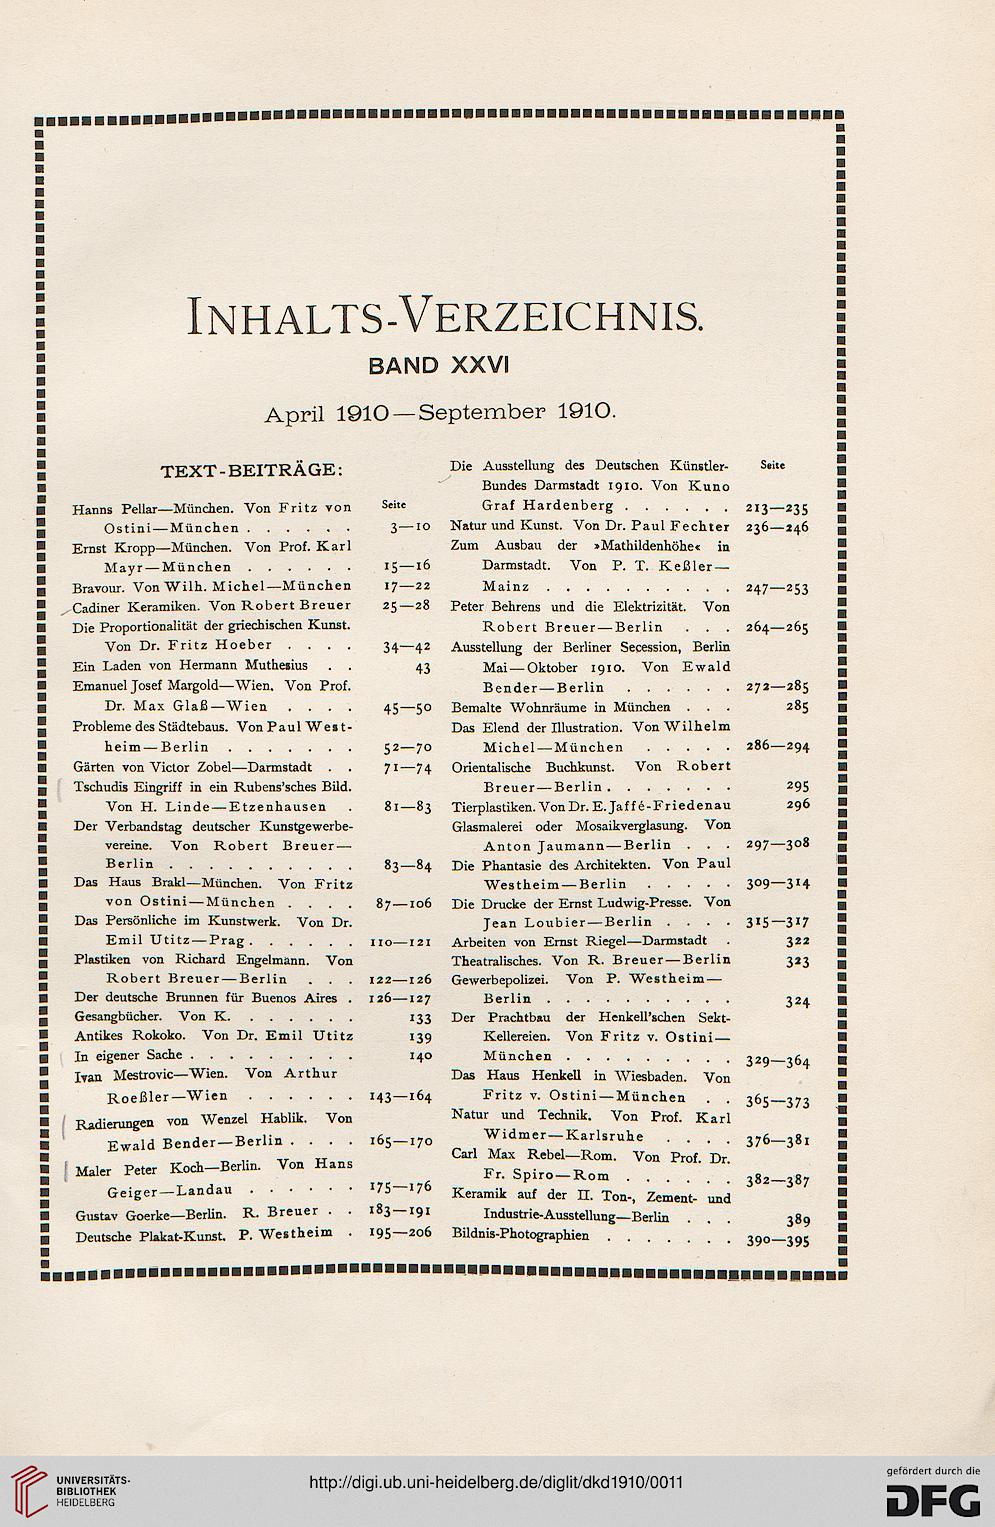 INHALTS-VERZEICHNIS.
BAND XXVI
April 1910—September 1910.
TEXT-BEITRÄGE:
Seite
Hanns Pellar—München. Von Fritz von
Ostini—München . . . . . . 3—10
Ernst Kropp—München. Von Prof. Karl
Mayr—München . . . . . . 15—16
Bravour. Von Wilh. Michel—München 17—22
Cadiner Keramiken. Von Robert Breuer 25—28
Die Proportionalität der griechischen Kunst.
Von Dr. Fritz Hoeber . . . . 34—42
Ein Laden von Hermann Muthesius . . 43
Emanuel Josef Margold—Wien. Von Prof.
Dr. Max Glaß—Wien . . . . 45—50
Probleme des Städtebaus. Von Paul West-
heim—Berlin . . . . . . . 52—70
Gärten von Victor Zobel—Darmstadt . . 71—74
Tschudis Eingriff in ein Rubens'sches Bild.
Von H. Linde—Etzenhausen . 81—83
Der Verbandstag deutscher Kunstgewerbe-
vereine. Von Robert Breuer—
Berlin . . . . . . . . . . 83—84
Das Haus Brakl—München. Von Fritz
von Ostini—München . . . . 87—106
Das Persönliche im Kunstwerk. Von Dr.
Emil Utitz—Prag . . . . . . 110—121
Plastiken von Richard Engelmann. Von
Robert Breuer—Berlin . . . 122—126
Der deutsche Brunnen für Buenos Aires . 126—127
Gesangbücher. Von K. . . . . . . 133
Antikes Rokoko. Von Dr. Emil Utitz 139
In eigener Sache . . . . . . . . . 140
Ivan Mestrovic—Wien. Von Arthur
Roeßler—Wien . . . . . . 143—164
Radierungen von Wenzel Hablik. Von
Ewald Bender—Berlin . . . . 165—170
Maler Peter Koch—Berlin. Von Hans
Geiger—Landau . . . . . . 175—176
Gustav Goerke—Berlin. R. Breuer . . 183—191
Deutsche Plakat-Kunst. P. Westheim . 195—206
Seite
Die Ausstellung des Deutschen Künstler-
Bundes Darmstadt 1910. Von Kuno
Graf Hardenberg . . . . . . 213—235
Natur und Kunst. Von Dr. Paul Fechter 236—246
Zum Ausbau der »Mathildenhöhe« in
Darmstadt. Von P. T. Keßler—
Mainz . . . . . . . . . . 247—253
Peter Behrens und die Elektrizität. Von
Robert Breuer—Berlin . . . 264—265
Ausstellung der Berliner Secession, Berlin
Mai—Oktober 1910. Von Ewald
Bender—Berlin . . . . . . 272—285
Bemalte Wohnräume in München . . . 285
Das Elend der Illustration. Von Wilhelm
Michel—München . . . . . 286—294
Orientalische Buchkunst. Von Robert
Breuer—Berlin . . . . . . . 295
Tierplastiken. Von Dr. E. Jaffé-Friedenau 296
Glasmalerei oder Mosaikverglasung. Von
Anton Jaumann—Berlin . . . 297—308
Die Phantasie des Architekten. Von Paul
Westheim—Berlin . . . . . 309—314
Die Drucke der Ernst Ludwig-Presse. Von
Jean Loubier—Berlin . . . . 315—317
Arbeiten von Ernst Riegel—Darmstadt . 322
Theatralisches. Von R. Breuer—Berlin 323
Gewerbepolizei. Von P. Westheim—
Berlin . . . . . . . . . . 324
Der Prachtbau der Henkell'schen Sekt-
Kellereien. Von Fritz v. Ostini—
München . . . . . . . . . 329—364
Das Haus Henkell in Wiesbaden. Von
Fritz v. Ostini—München . . 365—373
Natur und Technik. Von Prof. Karl
Widmer—Karlsruhe . . . . 376—381
Carl Max Rebel—Rom. Von Prof. Dr.
Fr. Spiro—Rom . . . . . . 382—387
Keramik auf der II. Ton-, Zement- und
Industrie-Ausstellung—Berlin . . . 389
Bildnis-Photographien . . . . . . . 390—395
UNIVERSITÄTS-
BIBLIOTHEK
HEIDELBERG
http://digi.ub.uni-heidelberg.de/diglit/dkd1910/0011
gefördert durch die
DFG